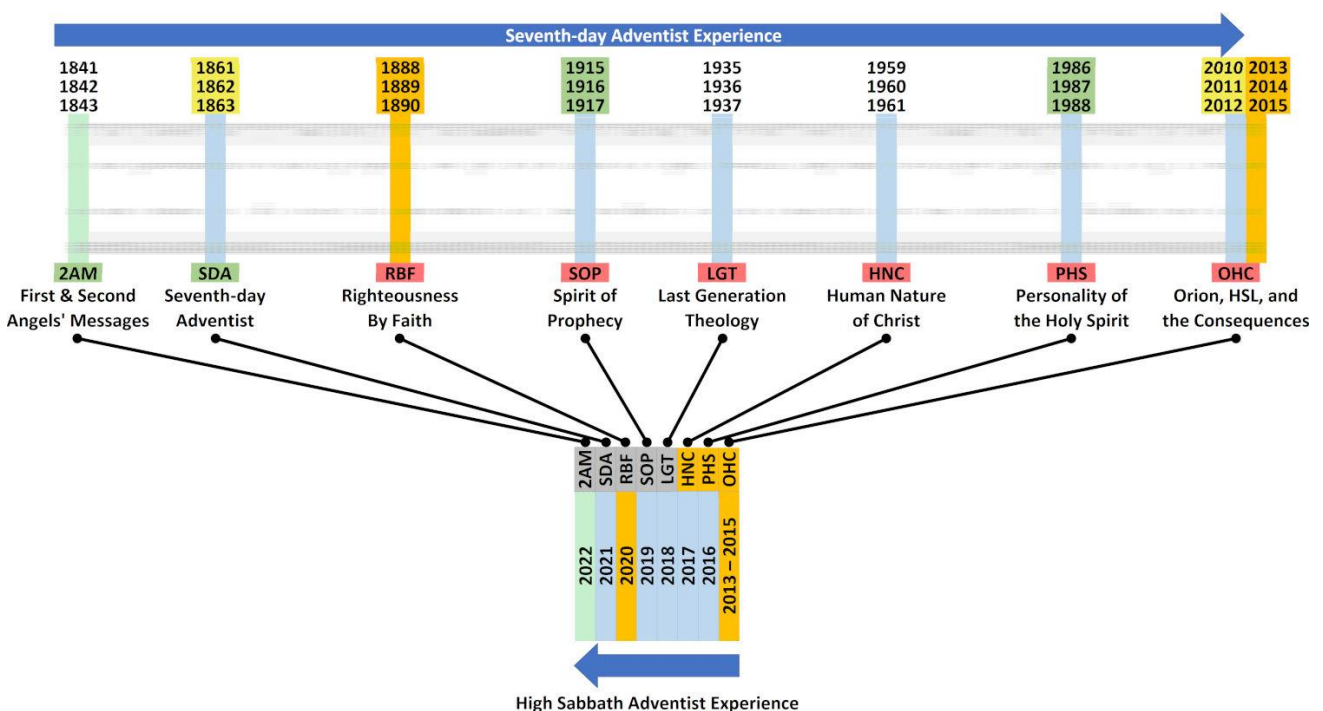 Seventh-day Adventist Experience
1841 1861 1888 1915 1935 1959 1986 2010 2013
1842 1862 1889 1916 1936 1960 1987 2011 2014
1843 1863 1890 1917 1937 1961 1988 2012 2015
2AM SDA RBF SOP LGT HNC PHS OHC
First & Second Seventh-day Righteousness Spirit of Last Generation Human Nature Personality of Orion, HSL, and
Angels' Messages Adventist By Faith Prophecy Theology of Christ the Holy Spirit the Consequences
2AM SDA RBF SOP LGT HNC PHS OHC
2022 2021 2020 2019 2018 2017 2016 2013 – 2015
High Sabbath Adventist Experience